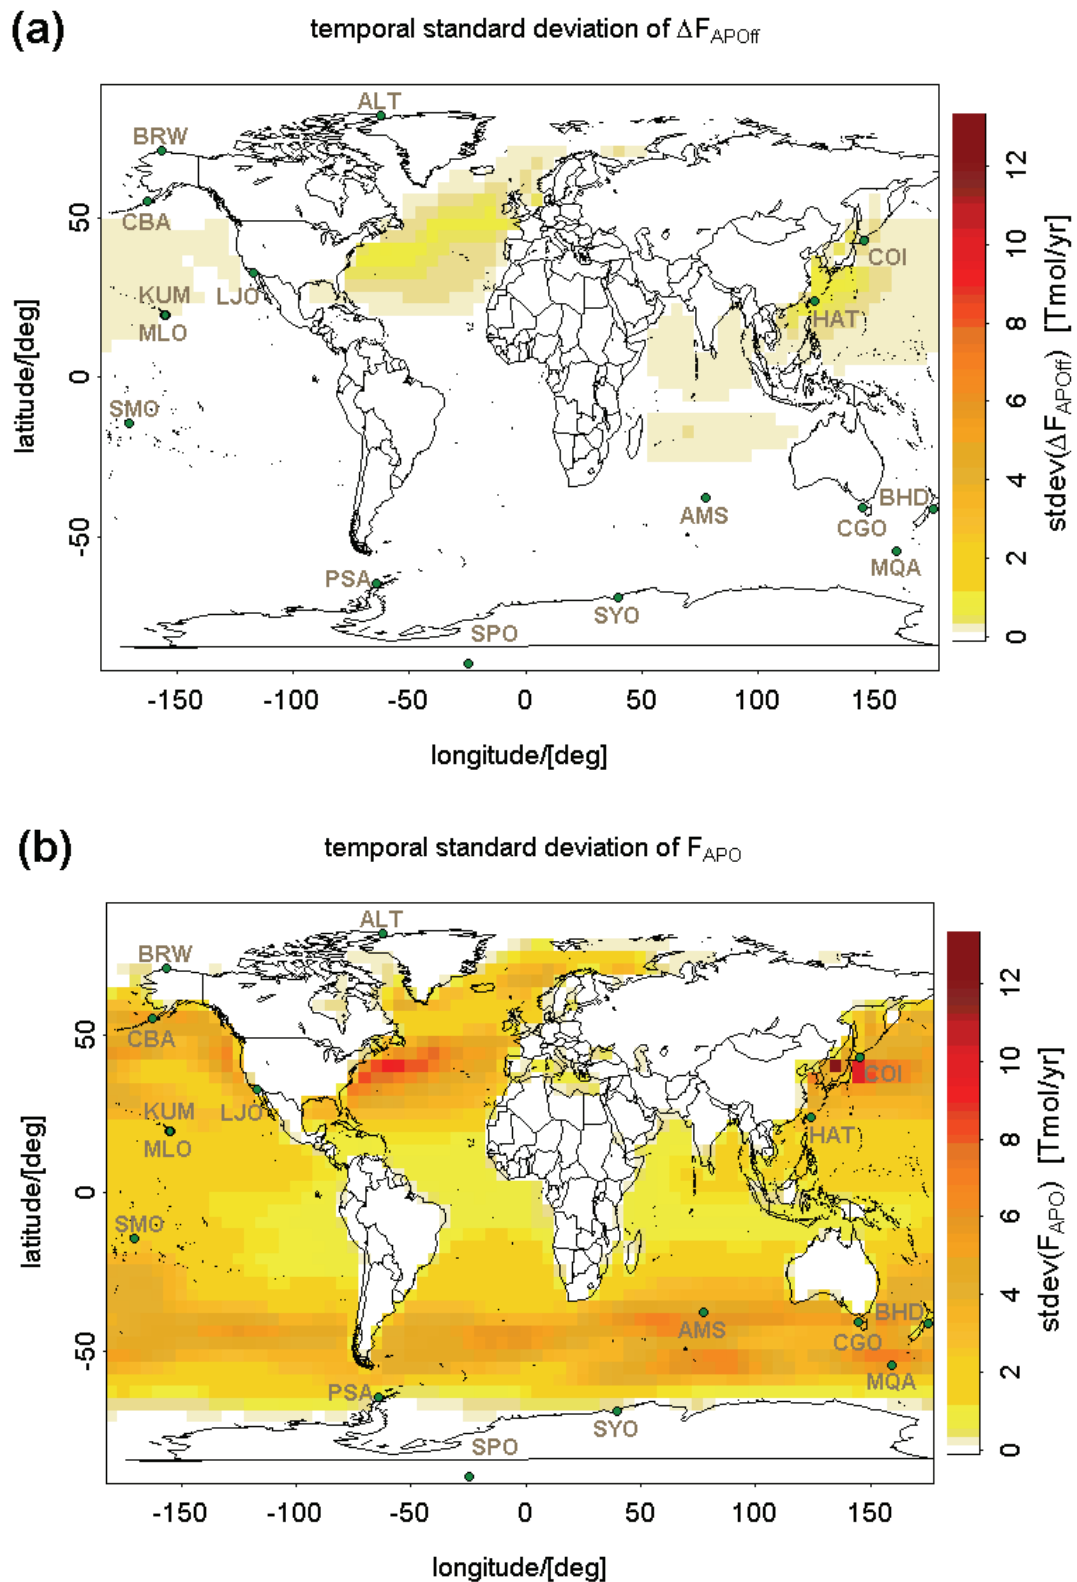 (a)
temporal standard deviation of ΔF_APOff
ALT
BRW
CBA
COI
KUM
LJO
MLO
HAT
SMO
AMS
BHD
CGO
MQA
PSA
SYO
SPO
50
0
-50
latitude/[deg]
-150 -100 -50 0 50 100 150
longitude/[deg]
0 2 4 6 8 10 12
stdev(ΔF_APOff) [Tmol/yr]
(b)
temporal standard deviation of F_APO
ALT
BRW
CBA
COI
KUM
LJO
MLO
HAT
SMO
AMS
BHD
CGO
MQA
PSA
SYO
SPO
50
0
-50
latitude/[deg]
-150 -100 -50 0 50 100 150
longitude/[deg]
0 2 4 6 8 10 12
stdev(F_APO) [Tmol/yr]